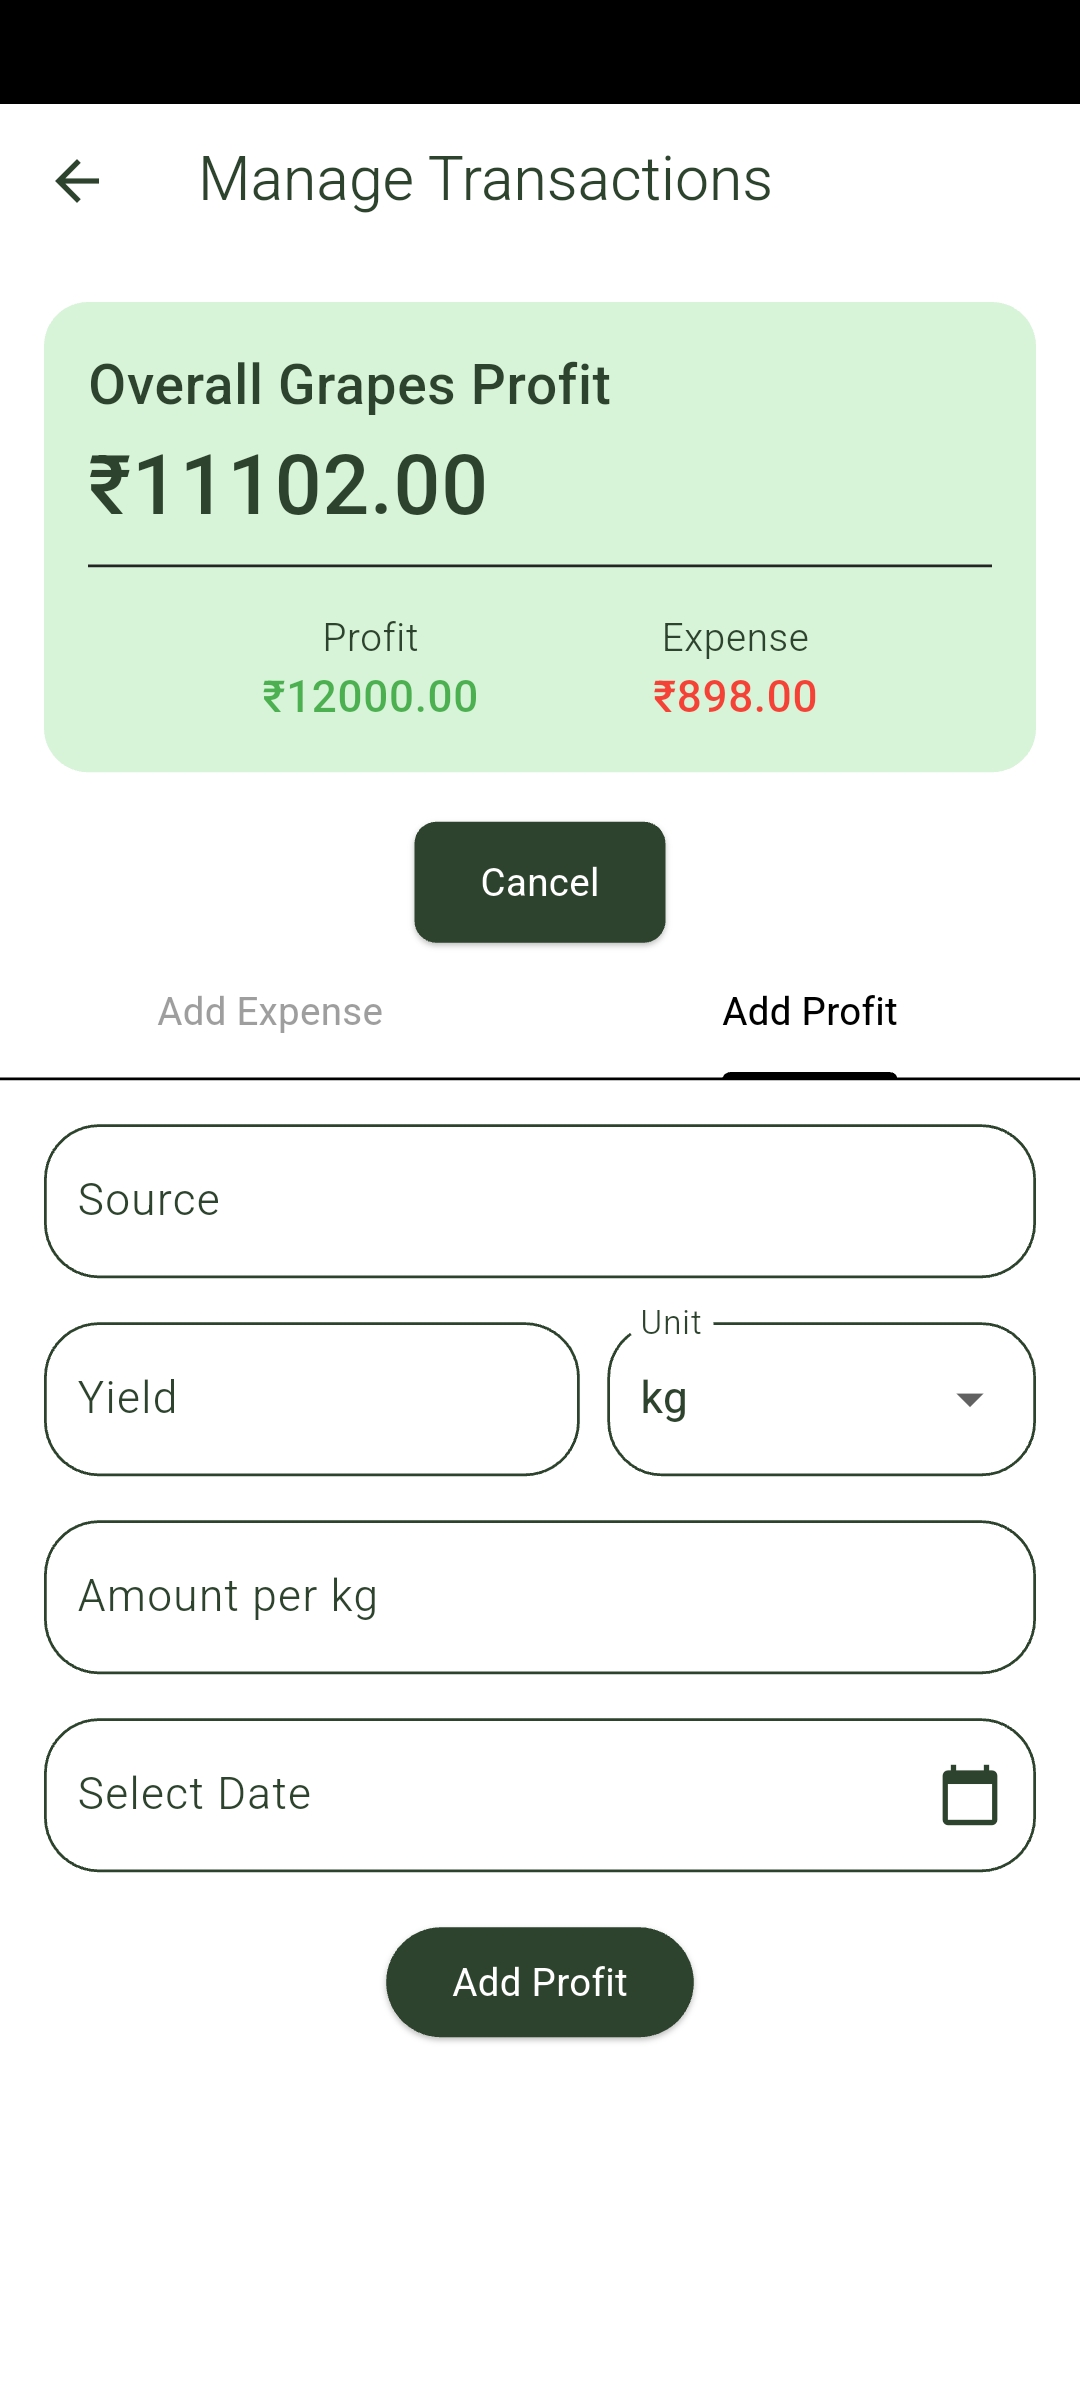 Manage Transactions
Overall Grapes Profit
₹11102.00
Profit Expense
₹12000.00 ₹898.00
Cancel
Add Expense Add Profit
Source
Unit
Yield kg
Amount per kg
Select Date
Add Profit